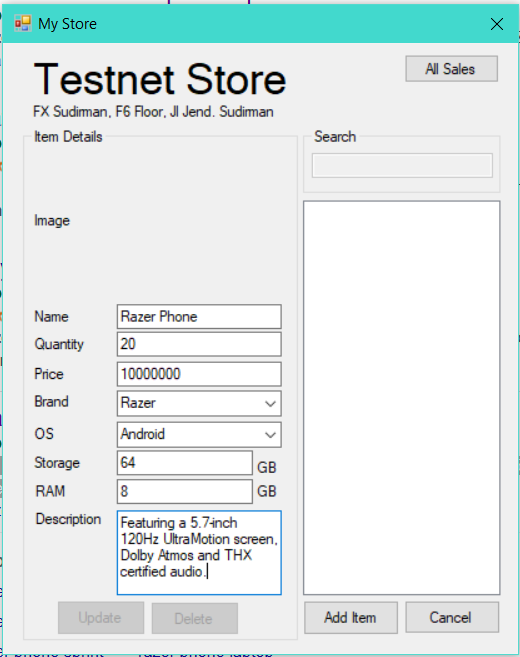 My Store
Testnet Store
All Sales
FX Sudirman, F6 Floor, Jl Jend. Sudirman
Item Details
Search
Image
Name
Razer Phone
Quantity
20
Price
10000000
Brand
Razer
OS
Android
Storage
64
GB
RAM
8
GB
Description
Featuring a 5.7-inch
120Hz UltraMotion screen,
Dolby Atmos and THX
certified audio.
Update
Delete
Add Item
Cancel